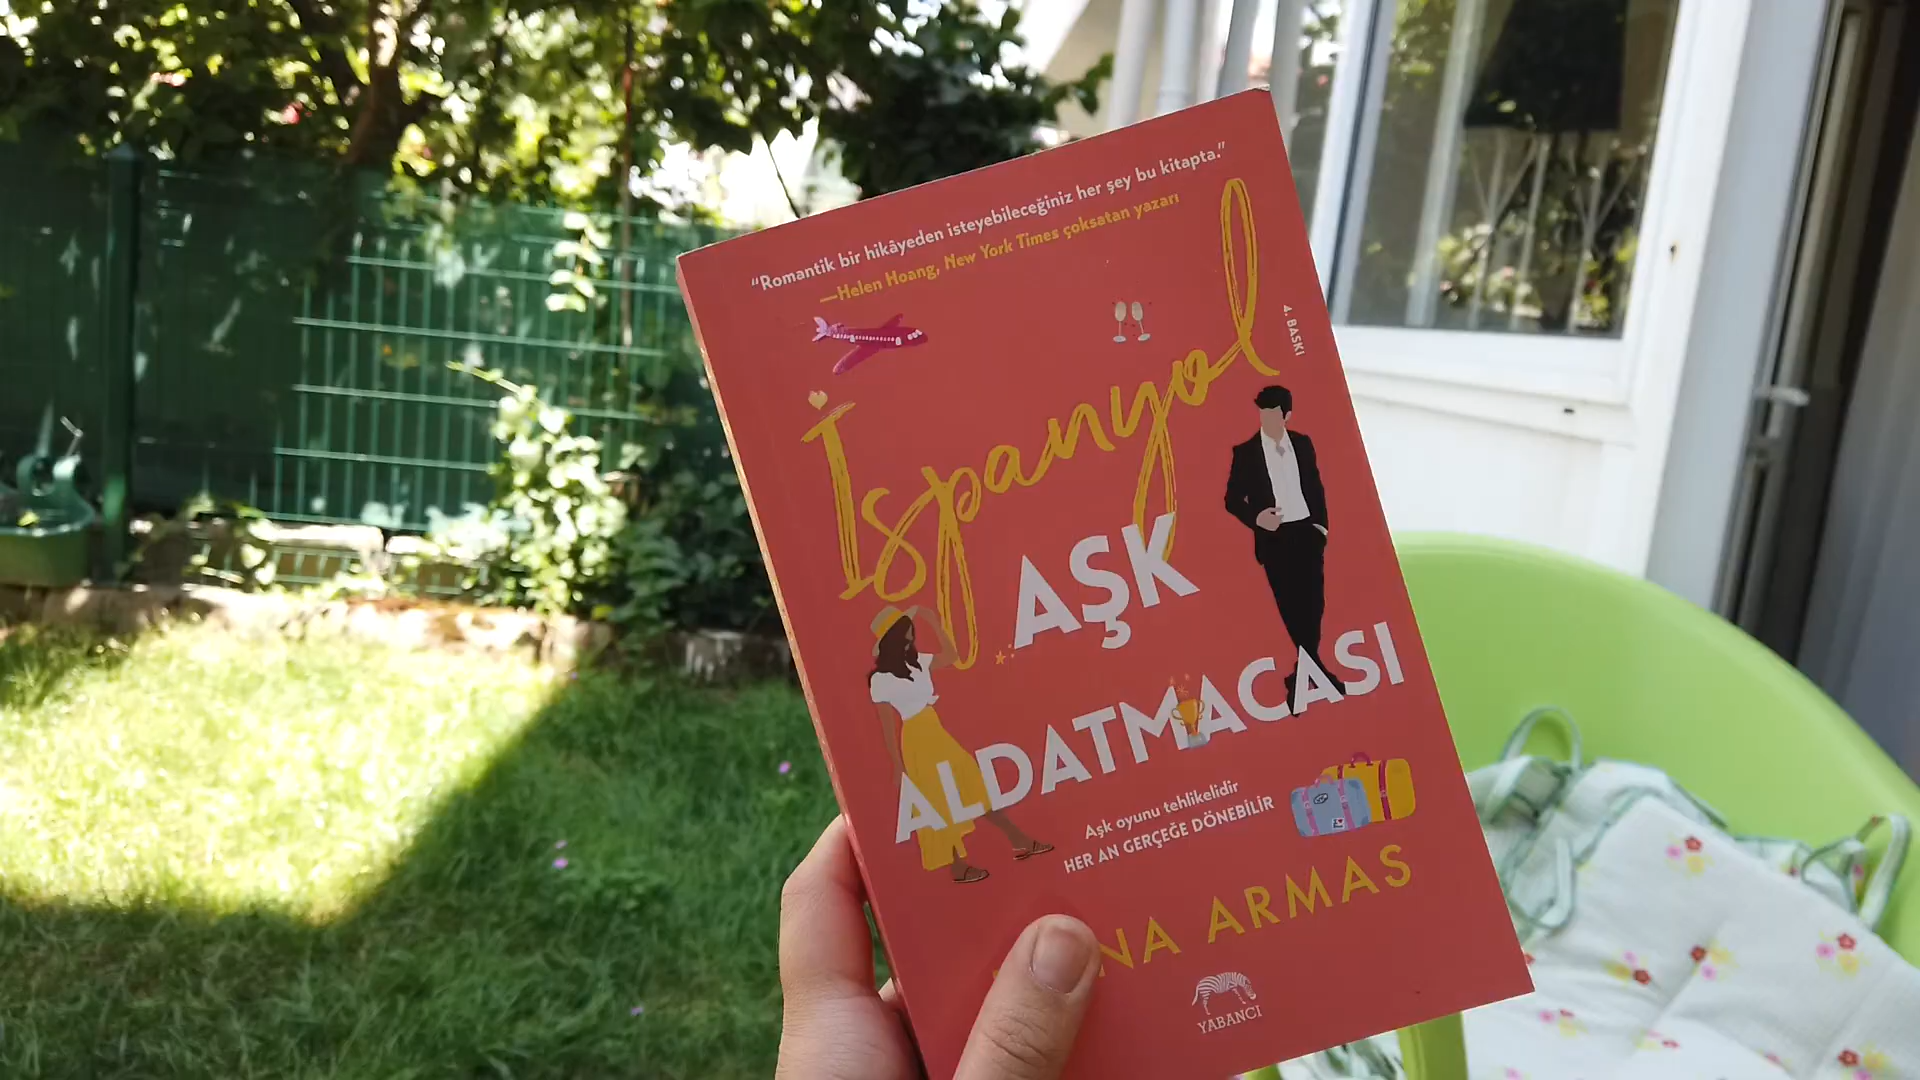 "Romantik bir hikâyeden isteyebileceğiniz her şey bu kitapta."
—Helen Hoang, New York Times çoksatan yazarı
4. BASKI
İspanyol
AŞK
ALDATMACASI
Aşk oyunu tehlikelidir
HER AN GERÇEĞE DÖNEBİLİR
ARMAS
YABANCI